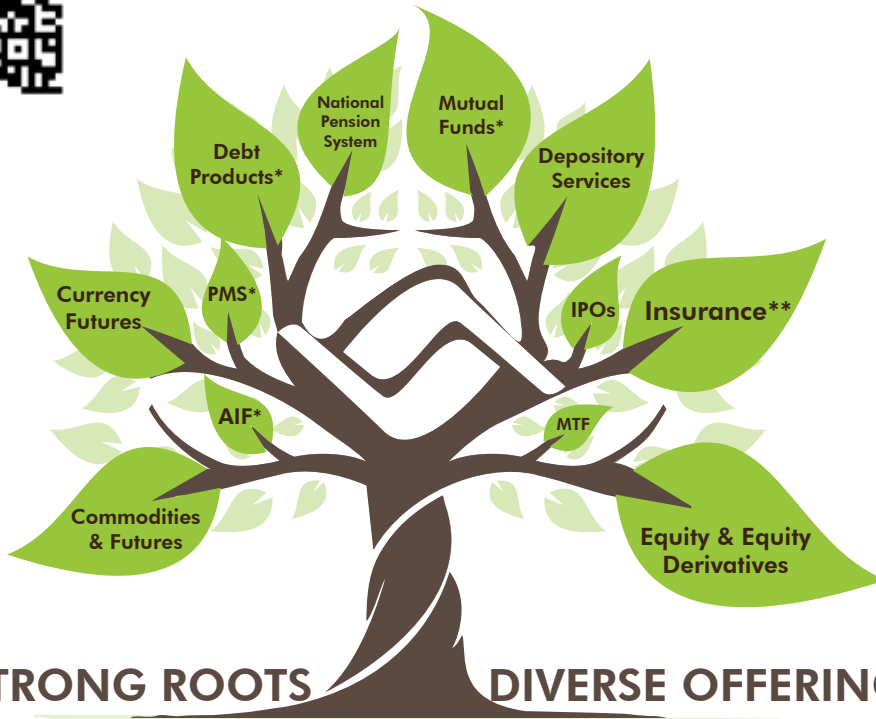 National
Pension
System
Mutual
Funds*
Debt
Products*
Depository
Services
Currency
Futures
PMS*
IPOs
Insurance**
AIF*
MTF
Commodities
& Futures
Equity & Equity
Derivatives
TRONG ROOTS DIVERSE OFFERING